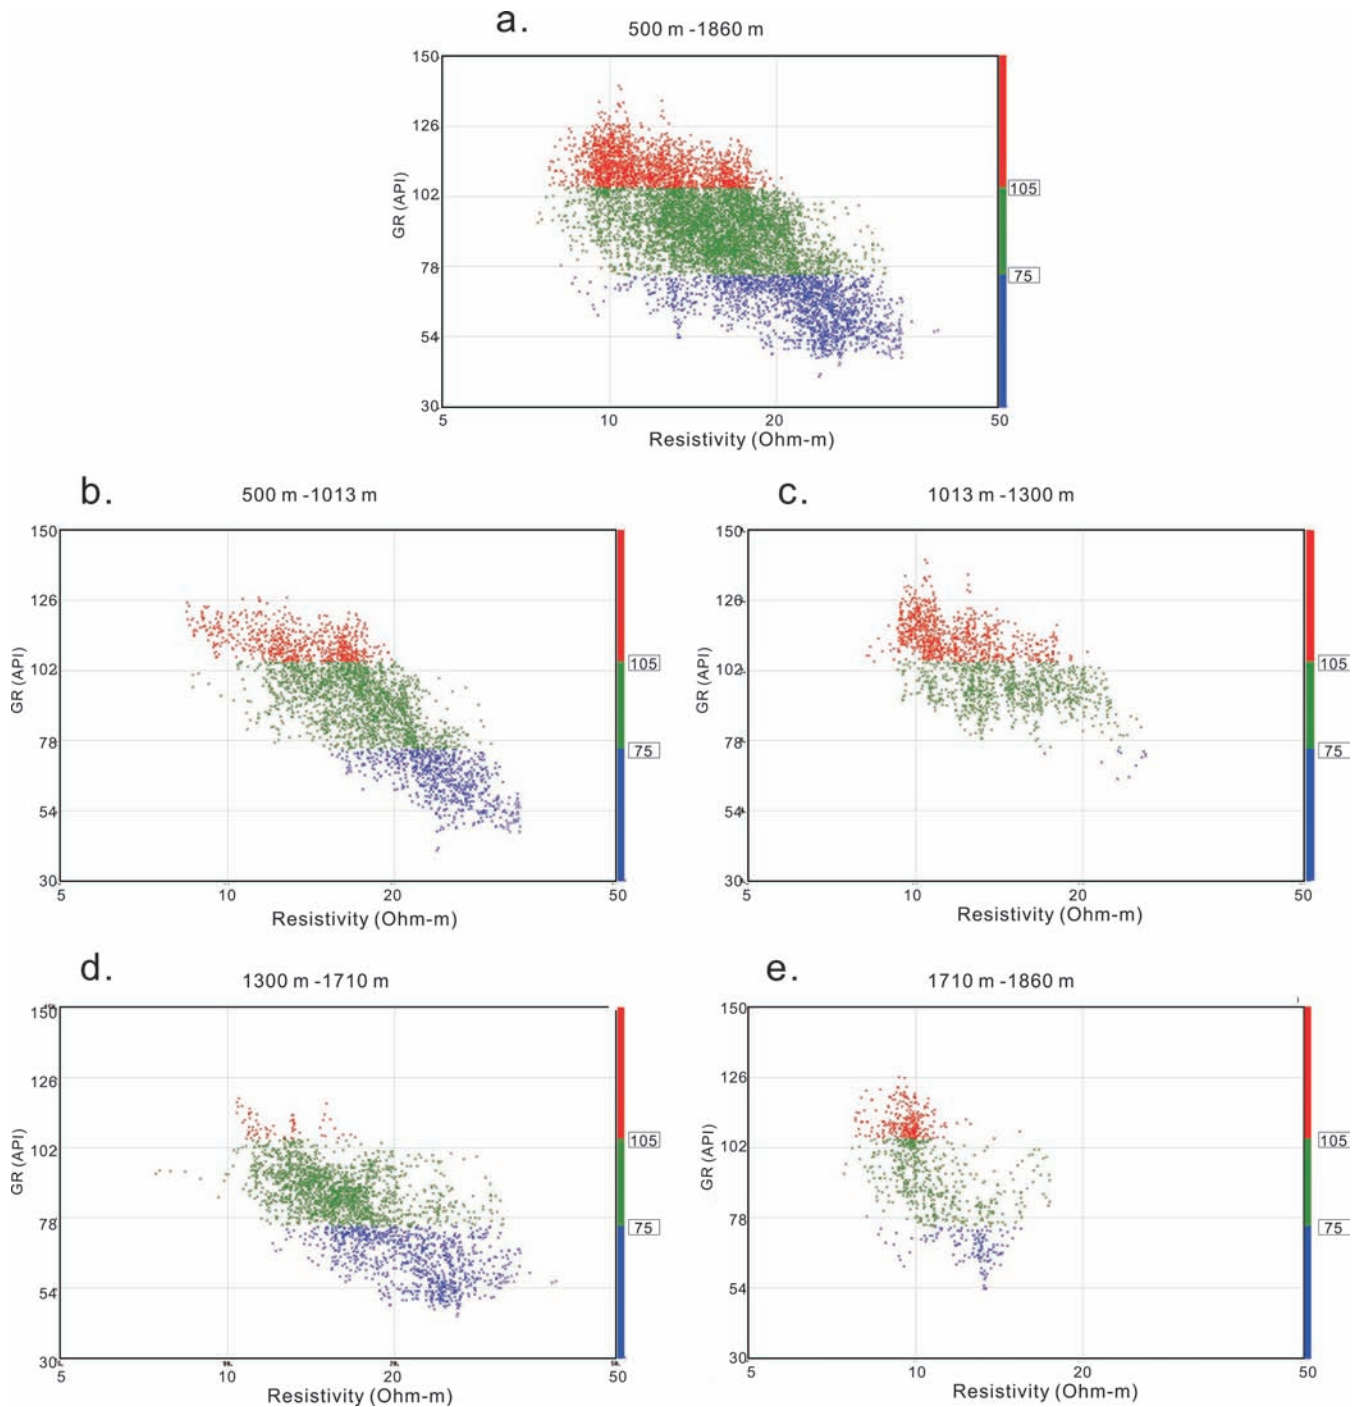 a.
500 m -1860 m
150
126
102
78
54
30
GR (API)
105
75
5 10 20 50
Resistivity (Ohm-m)
b.
500 m -1013 m
150
126
102
78
54
30
GR (API)
105
75
5 10 20 50
Resistivity (Ohm-m)
c.
1013 m -1300 m
150
126
102
78
54
30
GR (API)
105
75
5 10 20 50
Resistivity (Ohm-m)
d.
1300 m -1710 m
150
126
102
78
54
30
GR (API)
105
75
5 10 20 50
Resistivity (Ohm-m)
e.
1710 m -1860 m
150
126
102
78
54
30
GR (API)
105
75
5 10 20 50
Resistivity (Ohm-m)